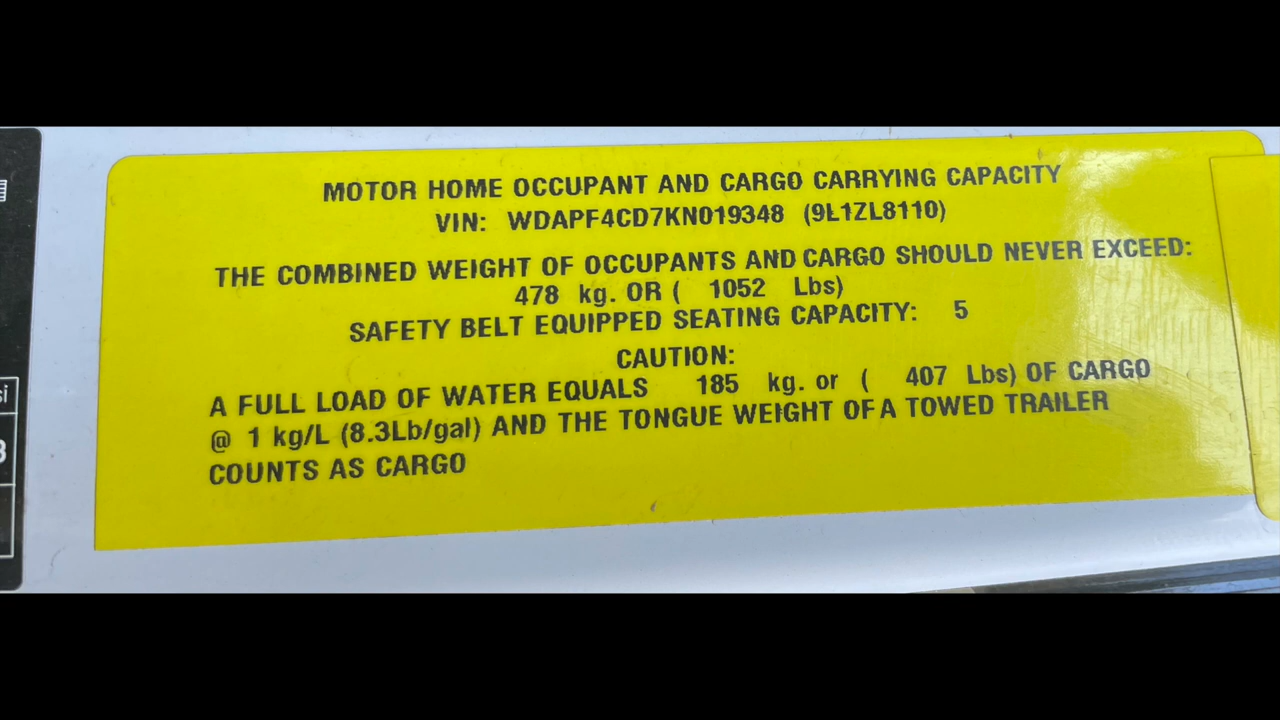 MOTOR HOME OCCUPANT AND CARGO CARRYING CAPACITY
VIN: WDAPF4CD7KN019348 (9L1ZL8110)
THE COMBINED WEIGHT OF OCCUPANTS AND CARGO SHOULD NEVER EXCEED:
478 kg. OR ( 1052 Lbs)
SAFETY BELT EQUIPPED SEATING CAPACITY: 5
CAUTION:
A FULL LOAD OF WATER EQUALS 185 kg. or ( 407 Lbs) OF CARGO
@ 1 kg/L (8.3Lb/gal) AND THE TONGUE WEIGHT OF A TOWED TRAILER
COUNTS AS CARGO